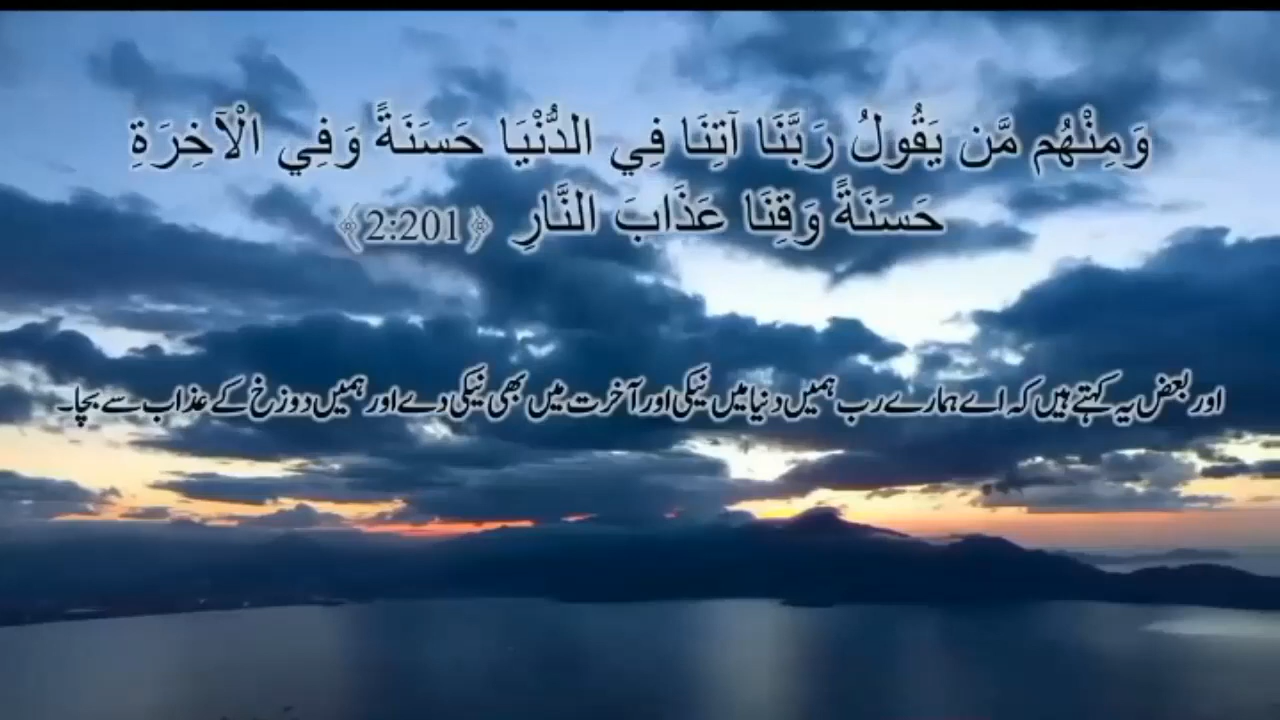 وَمِنْهُم مَّن يَقُولُ رَبَّنَا آتِنَا فِي الدُّنْيَا حَسَنَةً وَفِي الْآخِرَةِ
حَسَنَةً وَقِنَا عَذَابَ النَّارِ ﴿2:201﴾
اور بعض یہ کہتے ہیں کہ اے ہمارے رب ہمیں دنیا میں نیکی اور آخرت میں بھی نیکی دے اور ہمیں دوزخ کے عذاب سے بچا۔